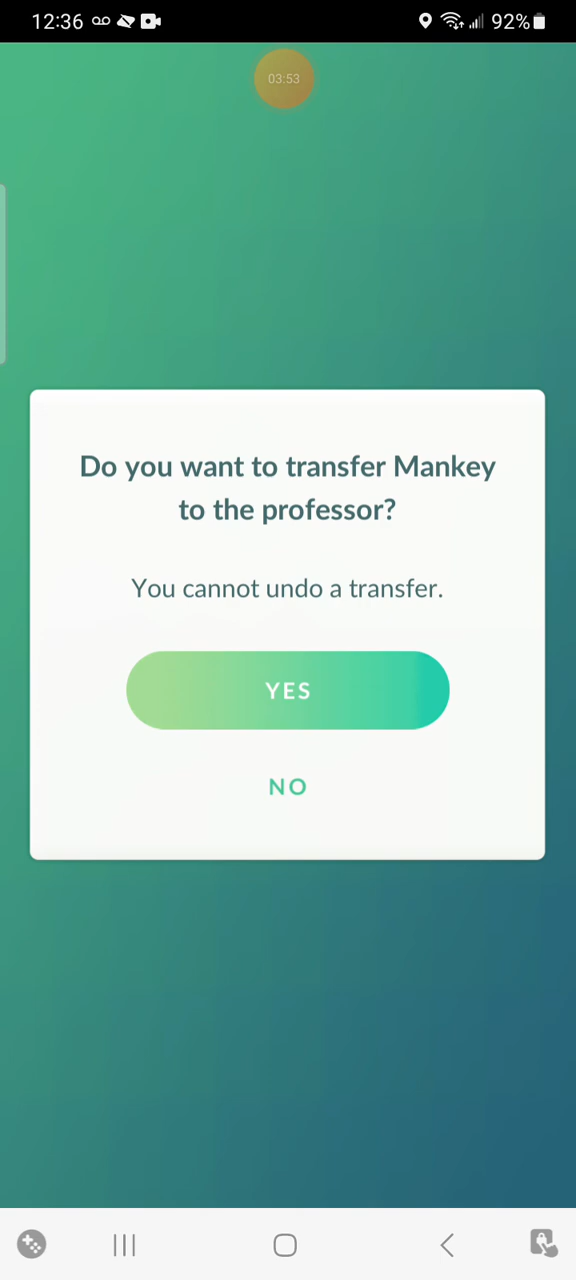 12:36 92%
03:53
Do you want to transfer Mankey
to the professor?
You cannot undo a transfer.
YES
NO